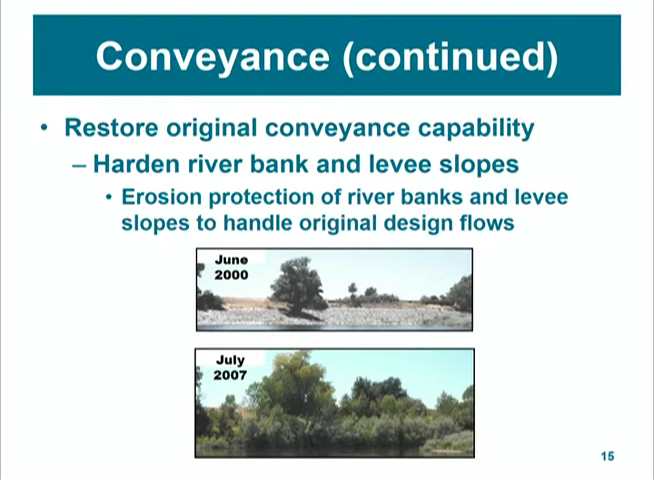 Conveyance (continued)
• Restore original conveyance capability
– Harden river bank and levee slopes
• Erosion protection of river banks and levee
slopes to handle original design flows
June
2000
July
2007
15